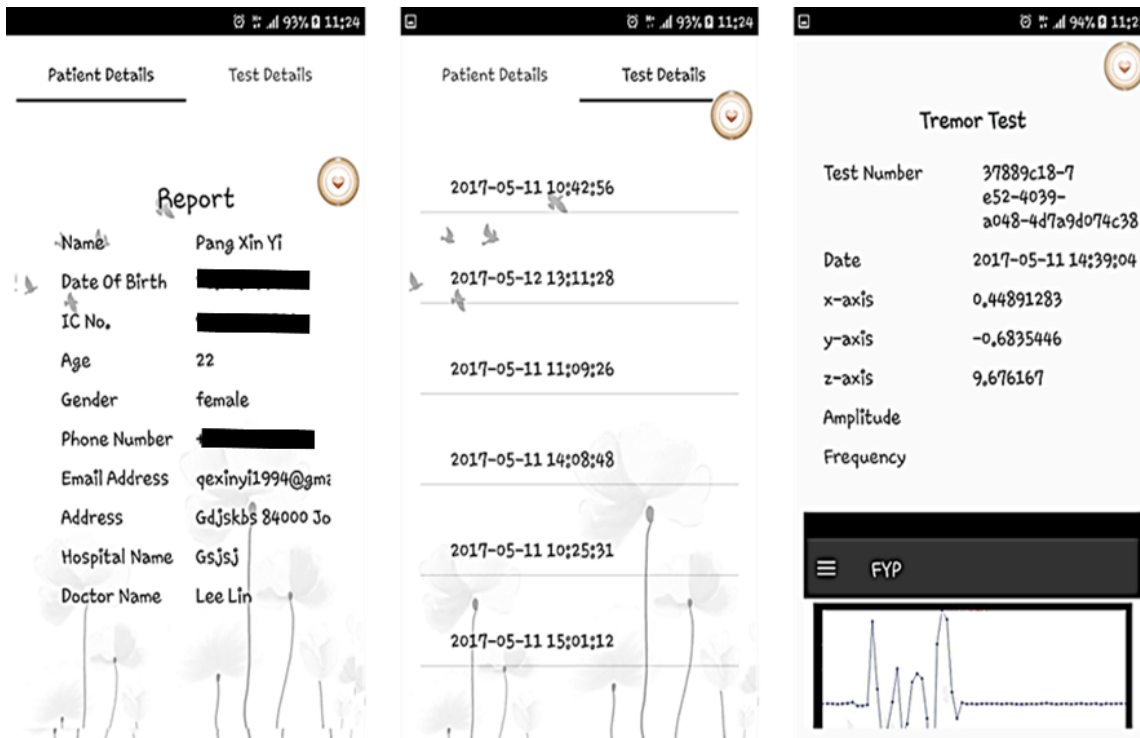 93% 11:24
Patient Details Test Details
Report
Name Pang Xin Yi
Date Of Birth
IC No.
Age 22
Gender female
Phone Number
Email Address qexinyi1994@gma
Address Gdjskbs 84000 Jo
Hospital Name Gsjsj
Doctor Name Lee Lin
93% 11:24
Patient Details Test Details
2017-05-11 10:42:56
2017-05-12 13:11:28
2017-05-11 11:09:26
2017-05-11 14:08:48
2017-05-11 10:25:31
2017-05-11 15:01:12
94% 11:2
Tremor Test
Test Number 37889c18-7
e52-4039-
a048-4d7a9d074c38
Date 2017-05-11 14:39:04
x-axis 0.44891283
y-axis -0.6835446
z-axis 9.676167
Amplitude
Frequency
FYP